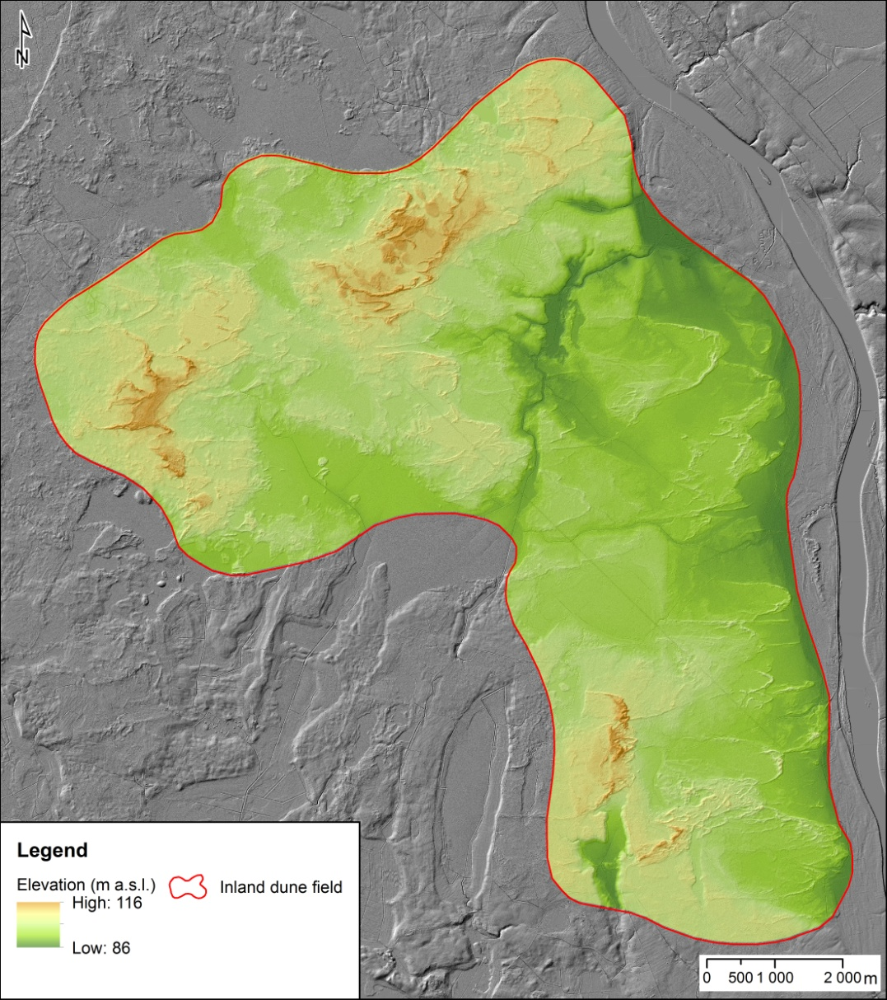 N
Legend
Elevation (m a.s.l.)
High: 116
Low: 86
Inland dune field
0 500 1 000 2 000 m